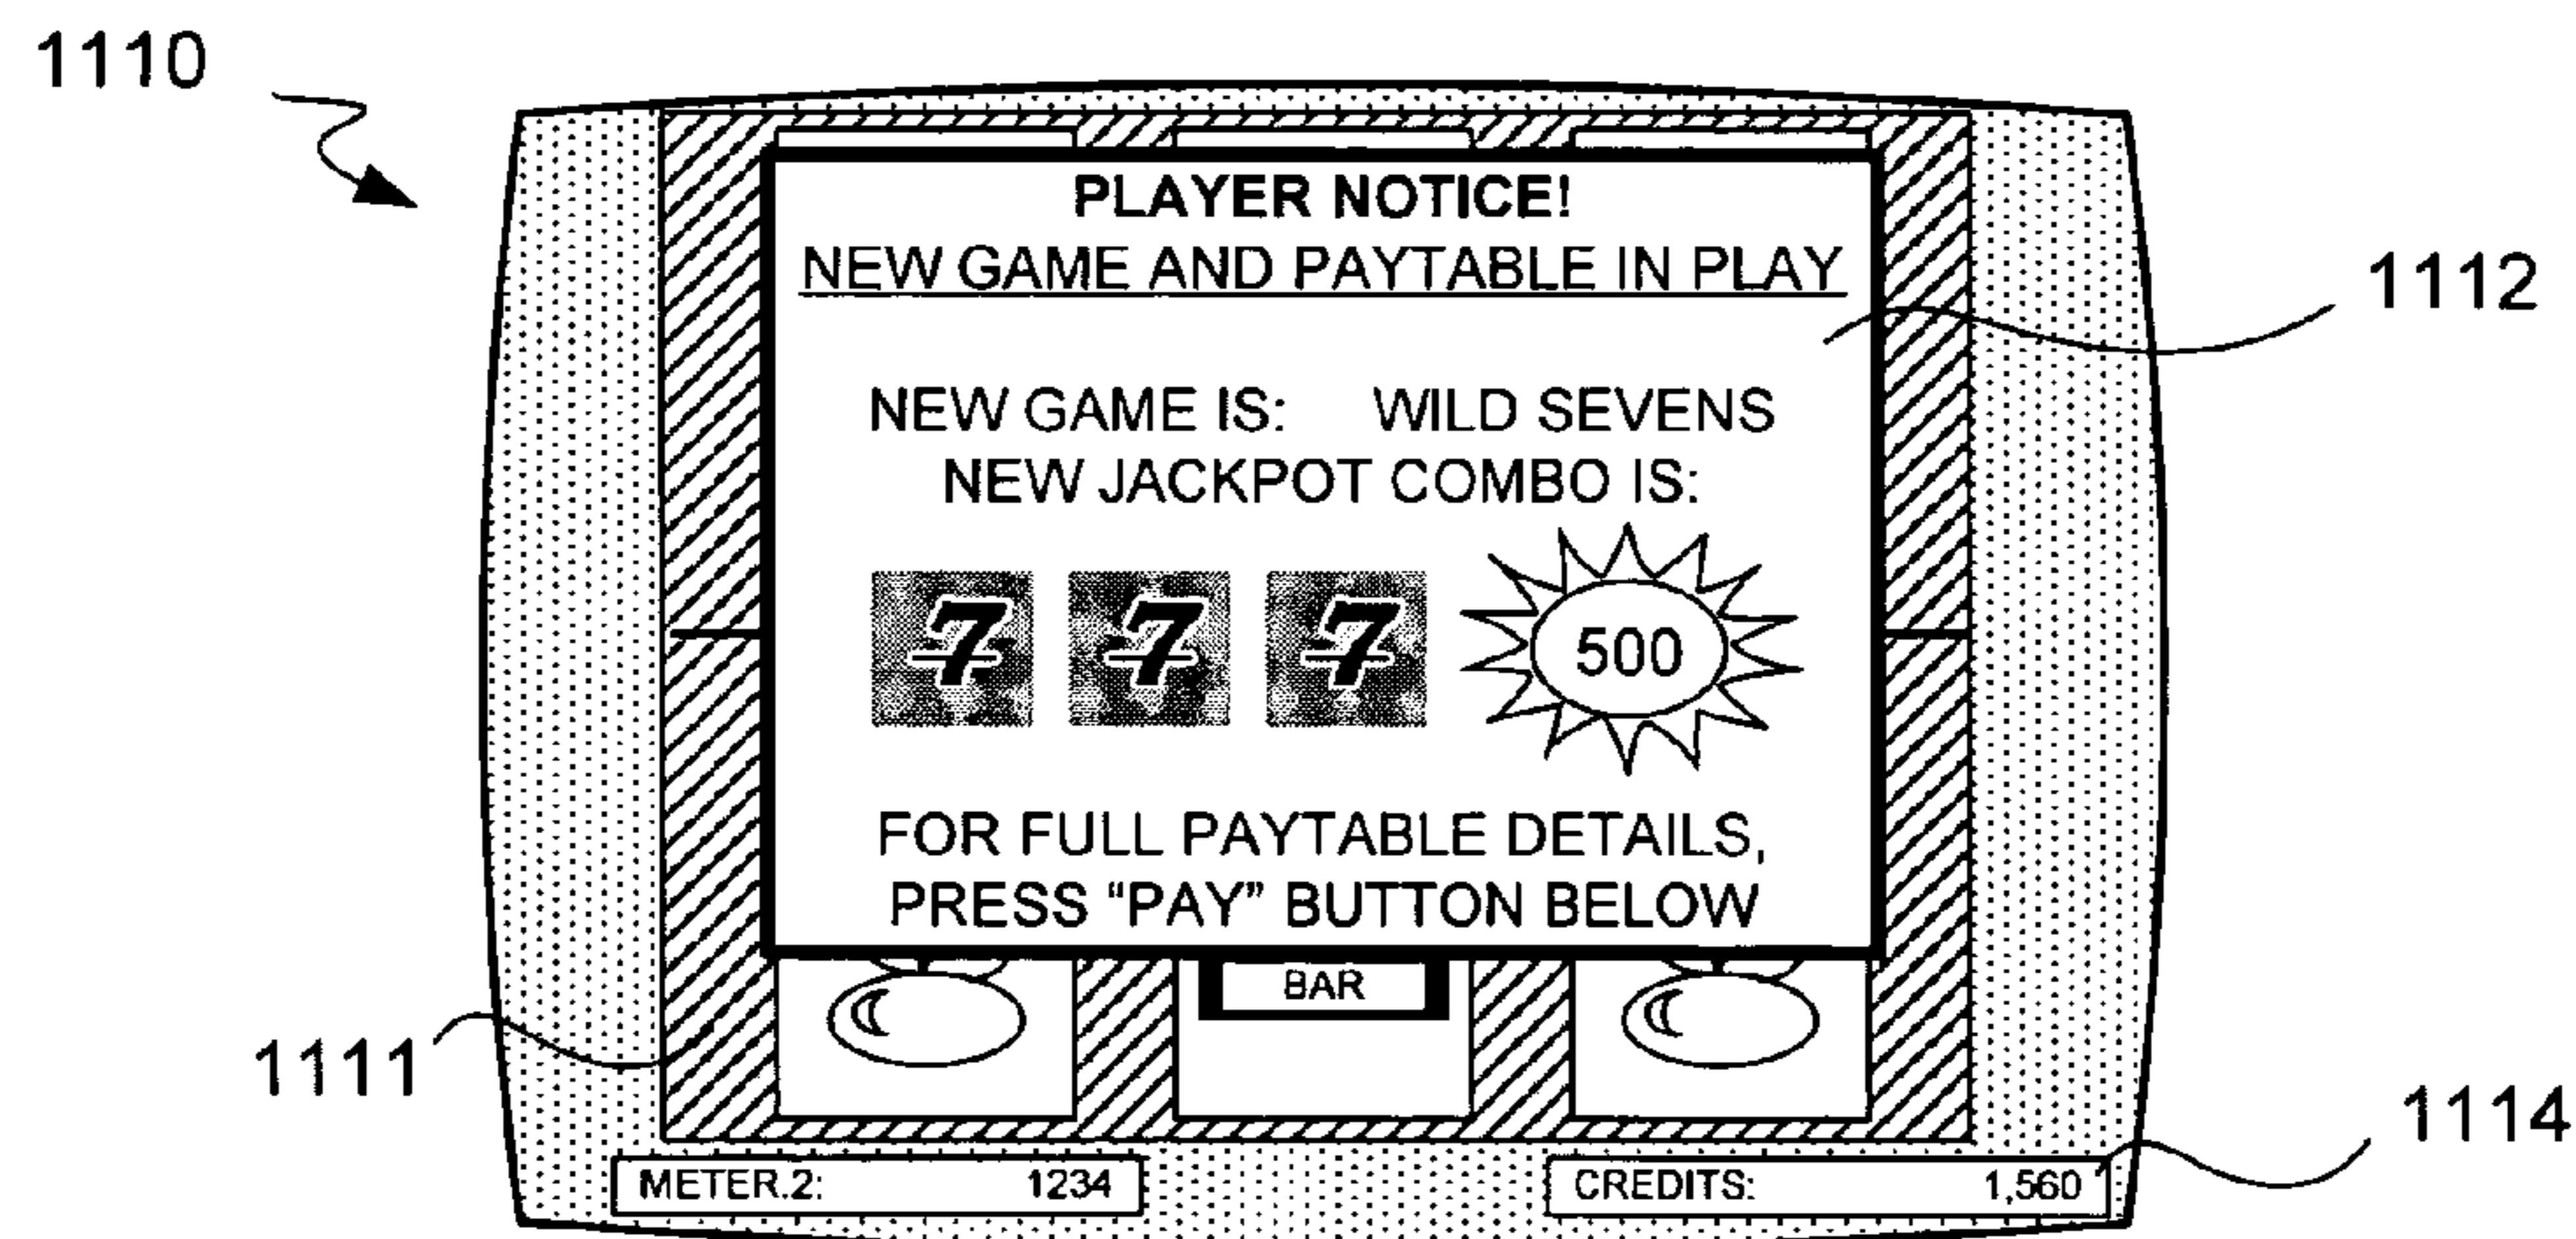 1110
PLAYER NOTICE!
NEW GAME AND PAYTABLE IN PLAY
1112
NEW GAME IS: WILD SEVENS
NEW JACKPOT COMBO IS:
7 7 7 500
FOR FULL PAYTABLE DETAILS,
PRESS “PAY” BUTTON BELOW
BAR
1111
1114
METER.2: 1234 CREDITS: 1,560